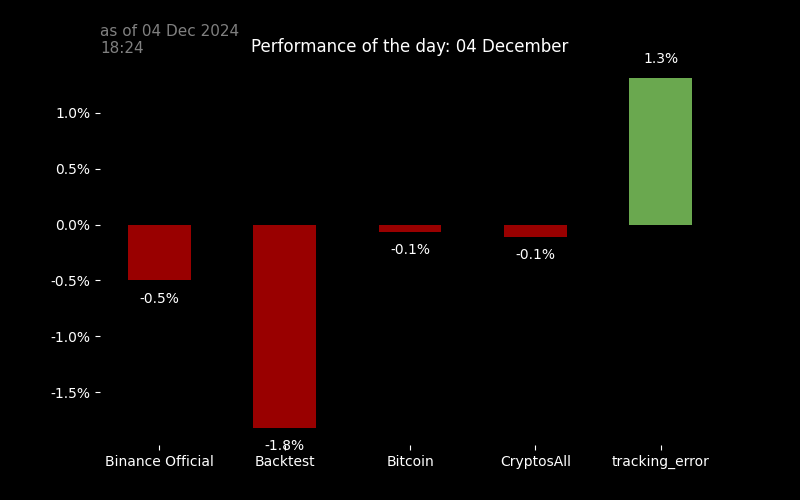 as of 04 Dec 2024
18:24
Performance of the day: 04 December
1.3%
1.0%
0.5%
0.0%
-0.1%
-0.1%
-0.5%
-0.5%
-1.0%
-1.5%
-1.8%
Binance Official
Backtest
Bitcoin
CryptosAll
tracking_error